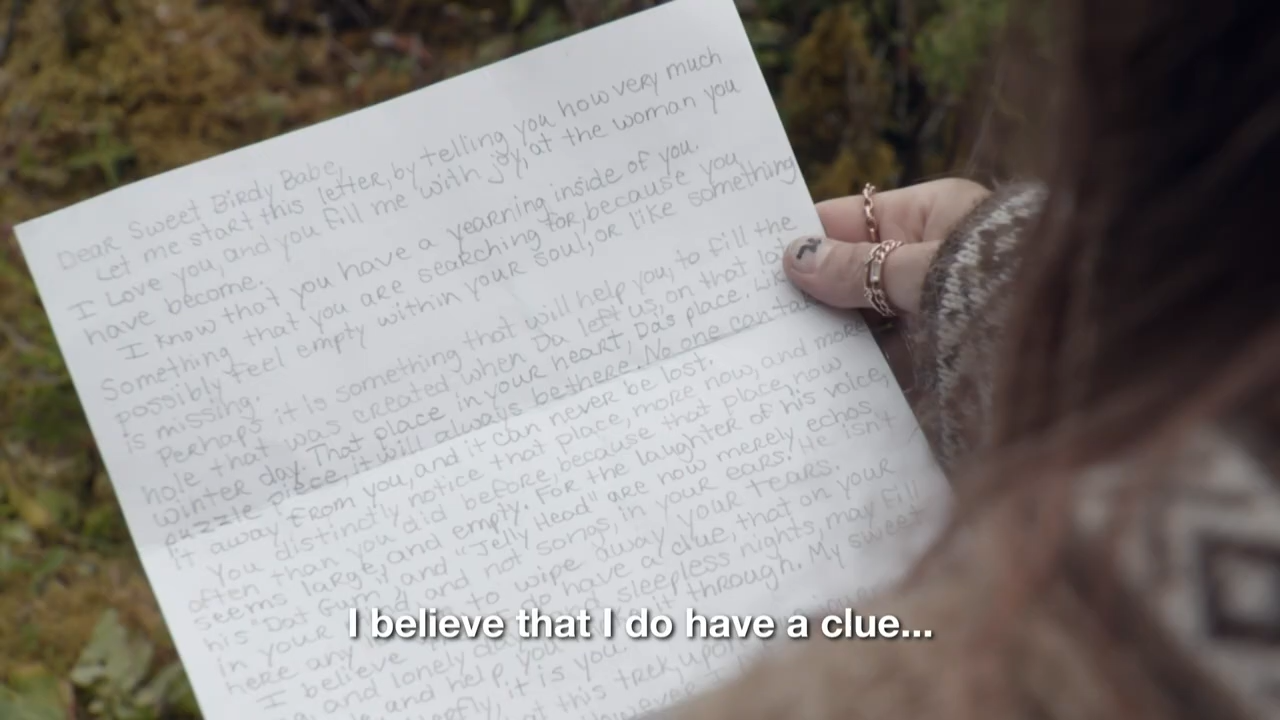 Dear Sweet Birdy Babe,
Let me start this letter, by telling you how very much
I Love you, and you fill me with joy, at the woman you
have become.
I know that you have a yearning inside of you.
Something that you are searching for, because you
possibly feel empty within your soul, or like something
is missing.
Perhaps it is something that will help you, to fill the
hole that was created when Da left us, on that
winter day. That place in your heart, Da's place. Like
puzzle piece, it will always be there. No one can
it away from you, and it can never be lost.
You distinctly notice that place, more now, and more
often than you did before, because that place, now
seems large, and empty. For the laughter of his voice,
his "Dat Gum it and "Jelly Head" are now merely echos
in your and not songs, in your ears. He isn't
here any to wipe away your tears.
I believe do have a clue, that on your
and lonely sleepless nights, may fill
and help you it through. My sweet
it is you. this trek upon
However I
I believe that I do have a clue...